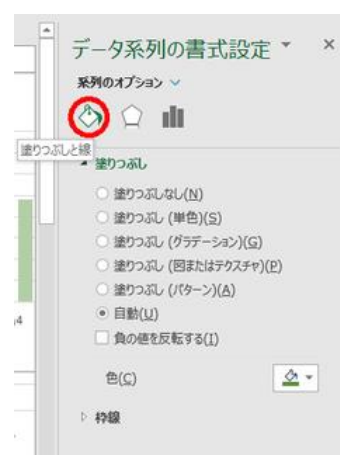 データ系列の書式設定
系列のオプション
塗りつぶしと線
塗りつぶし
塗りつぶしなし(N)
塗りつぶし (単色)(S)
塗りつぶし (グラデーション)(G)
塗りつぶし (図またはテクスチャ)(P)
塗りつぶし (パターン)(A)
自動(U)
負の値を反転する(I)
4
色(C)
枠線